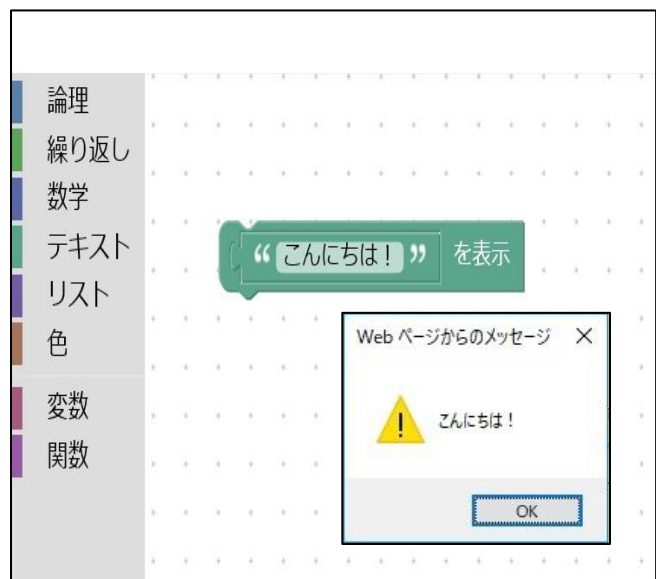 論理
繰り返し
数学
テキスト
リスト
色
変数
関数
“ こんにちは! ” を表示
Web ページからのメッセージ ×
こんにちは!
OK